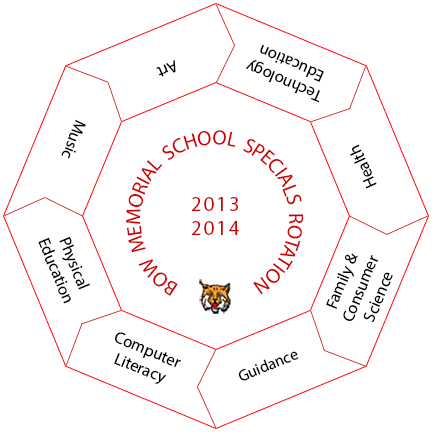 Art
Technology
Education
Health
Family &
Consumer
Science
Guidance
Computer
Literacy
Physical
Education
Music
BOW MEMORIAL SCHOOL SPECIALS ROTATION
2013
2014